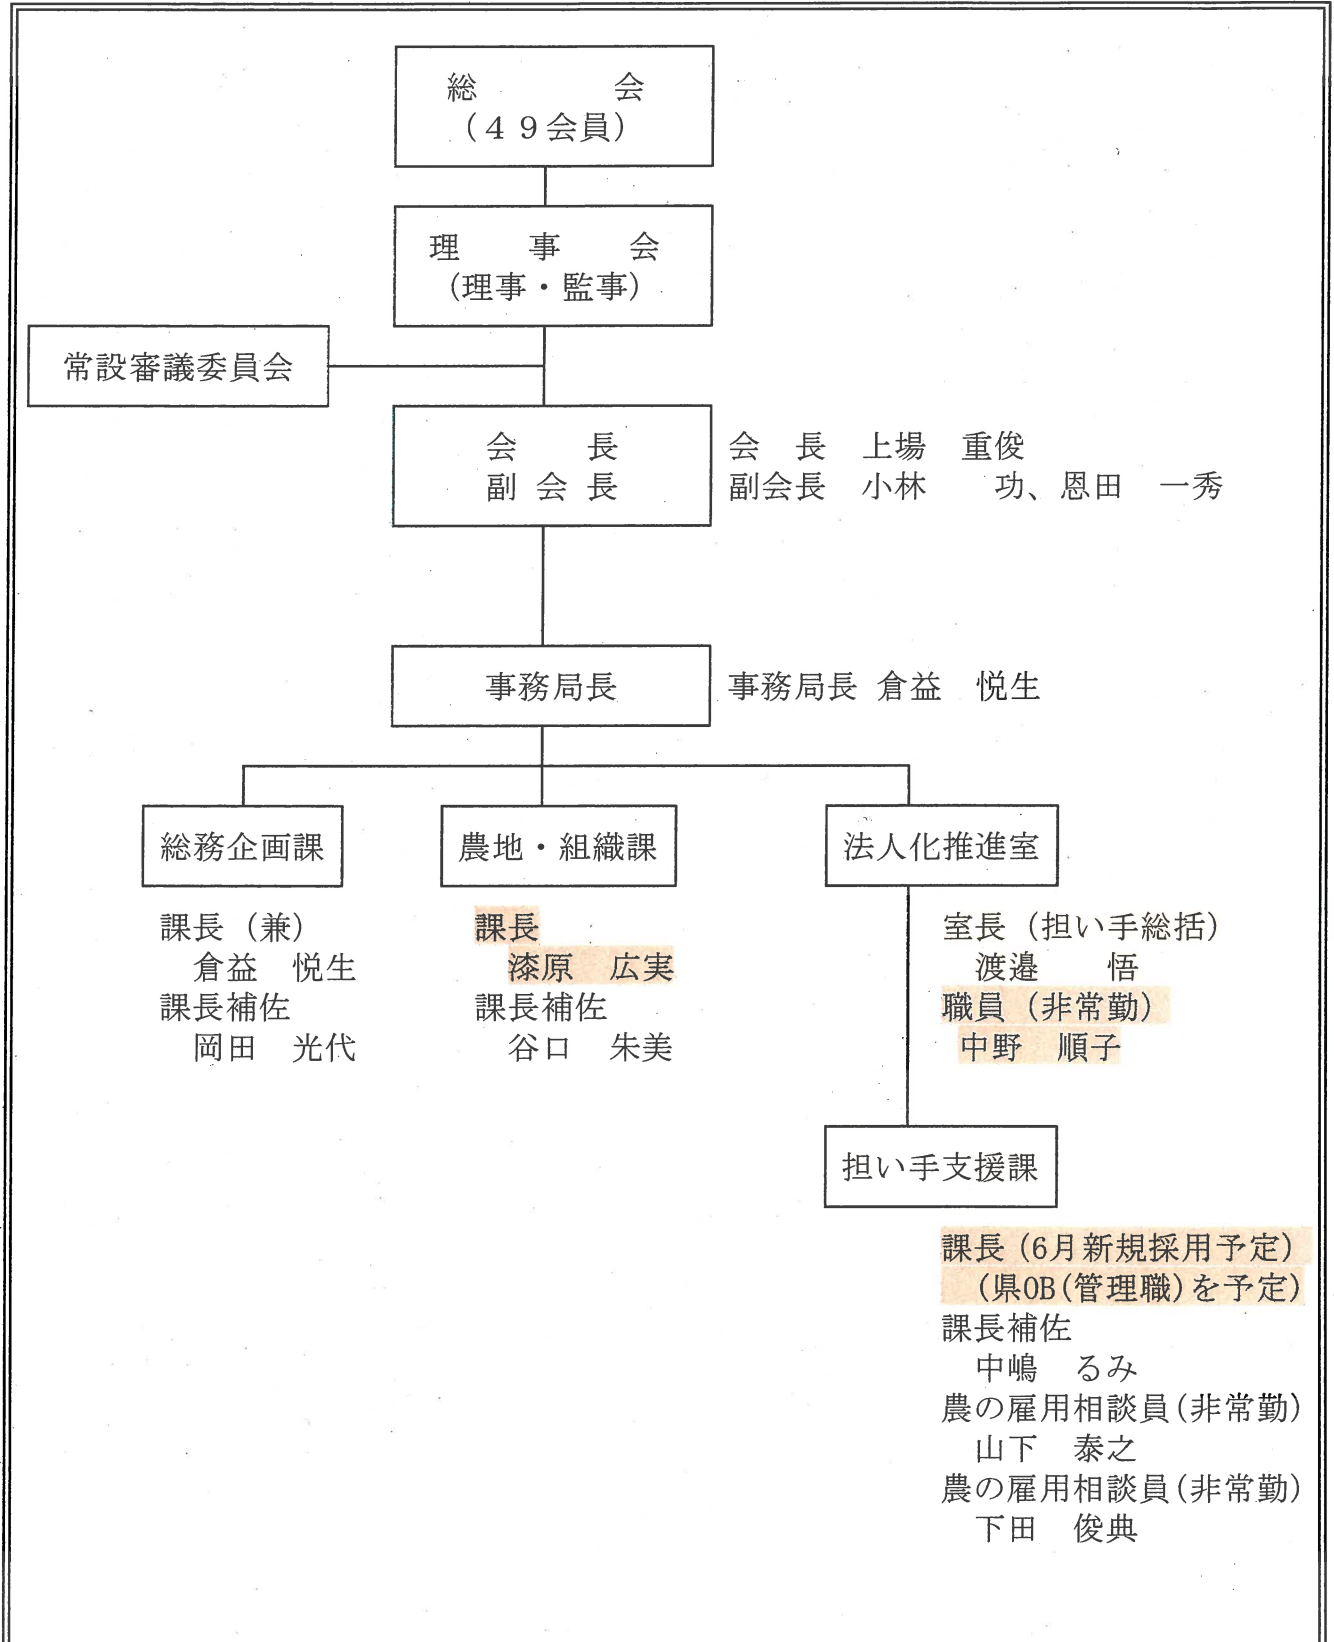 総　　　　会
（４９会員）
理　　事　　会
（理事・監事）
常設審議委員会
会　　長
副 会 長
会　長　上場　重俊
副会長　小林　　功、恩田　一秀
事務局長
事務局長 倉益　悦生
総務企画課
課長（兼）
倉益　悦生
課長補佐
岡田　光代
農地・組織課
課長
漆原　広実
課長補佐
谷口　朱美
法人化推進室
室長（担い手総括）
渡邉　　悟
職員（非常勤）
中野　順子
担い手支援課
課長（6月新規採用予定）
（県OB(管理職)を予定）
課長補佐
中嶋　るみ
農の雇用相談員(非常勤)
山下　泰之
農の雇用相談員(非常勤)
下田　俊典